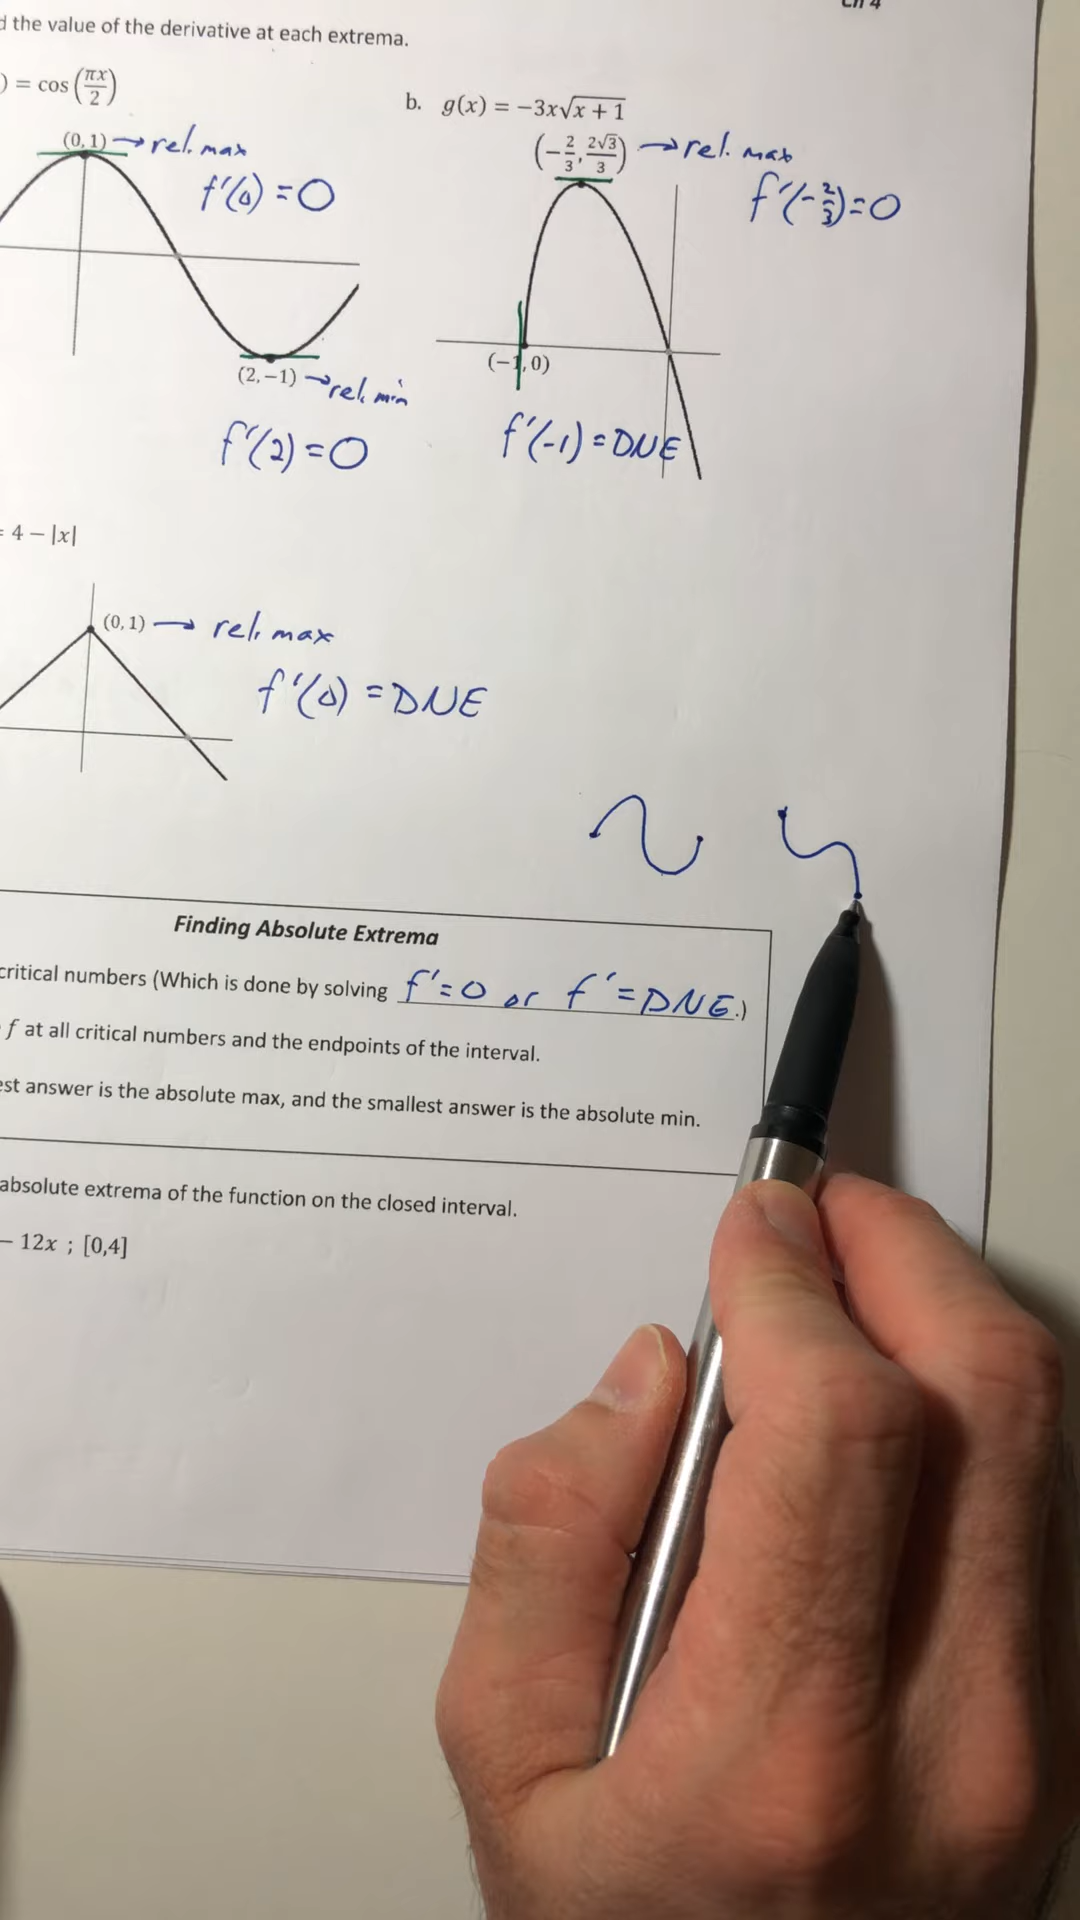 the value of the derivative at each extrema.
Ch 4
) = cos(πx/2)
b. g(x) = −3x√x + 1
(0, 1) → rel. max
f'(0) = 0
(−2/3, 2√3/3) → rel. max
f'(-2/3) = 0
(2, −1) → rel. min
f'(2) = 0
(−1, 0)
f'(-1) = DNE
= 4 − |x|
(0, 1) → rel. max
f'(0) = DNE
Finding Absolute Extrema
critical numbers (Which is done by solving f' = 0 or f' = DNE.)
f at all critical numbers and the endpoints of the interval.
est answer is the absolute max, and the smallest answer is the absolute min.
absolute extrema of the function on the closed interval.
− 12x ; [0,4]